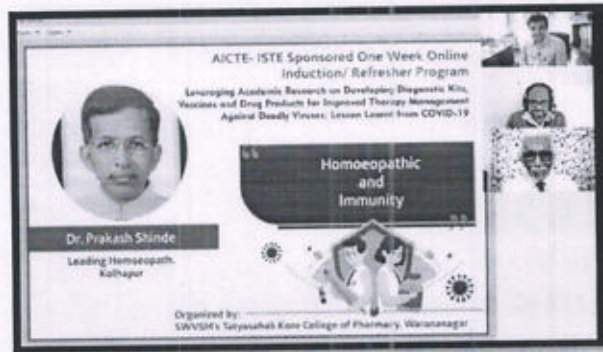 AICTE- ISTE Sponsored One Week Online
Induction/ Refresher Program
Leveraging Academic Research on Developing Diagnostic Kits,
Vaccines and Drug Products for Improved Therapy Management
Against Deadly Viruses: Lesson Learnt from COVID-19
“
Homoeopathic
and
Immunity
”
Dr. Prakash Shinde
Leading Homoeopath,
Kolhapur
Organized by:
S.W.V.S.M's Tatyasaheb Kore College of Pharmacy, Warananagar